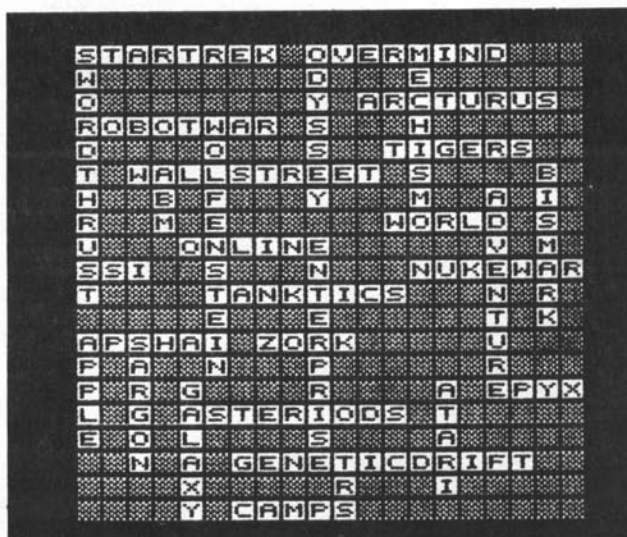 STARTREK OVERMIND
W D E
O Y ARCTURUS
ROBOTWAR S H
D O S TIGERS
T WALLSTREET S B
H B F Y M A I
R M E WORLD S
U ONLINE V M
SSI S N NUKEWAR
T TANKTICS N R
E E T K
APSHAI ZORK U
P A N P R
P R G R A EPYX
L G ASTERIODS T
E O L S A
N A GENETICDRIFT
X R I
Y CAMPS